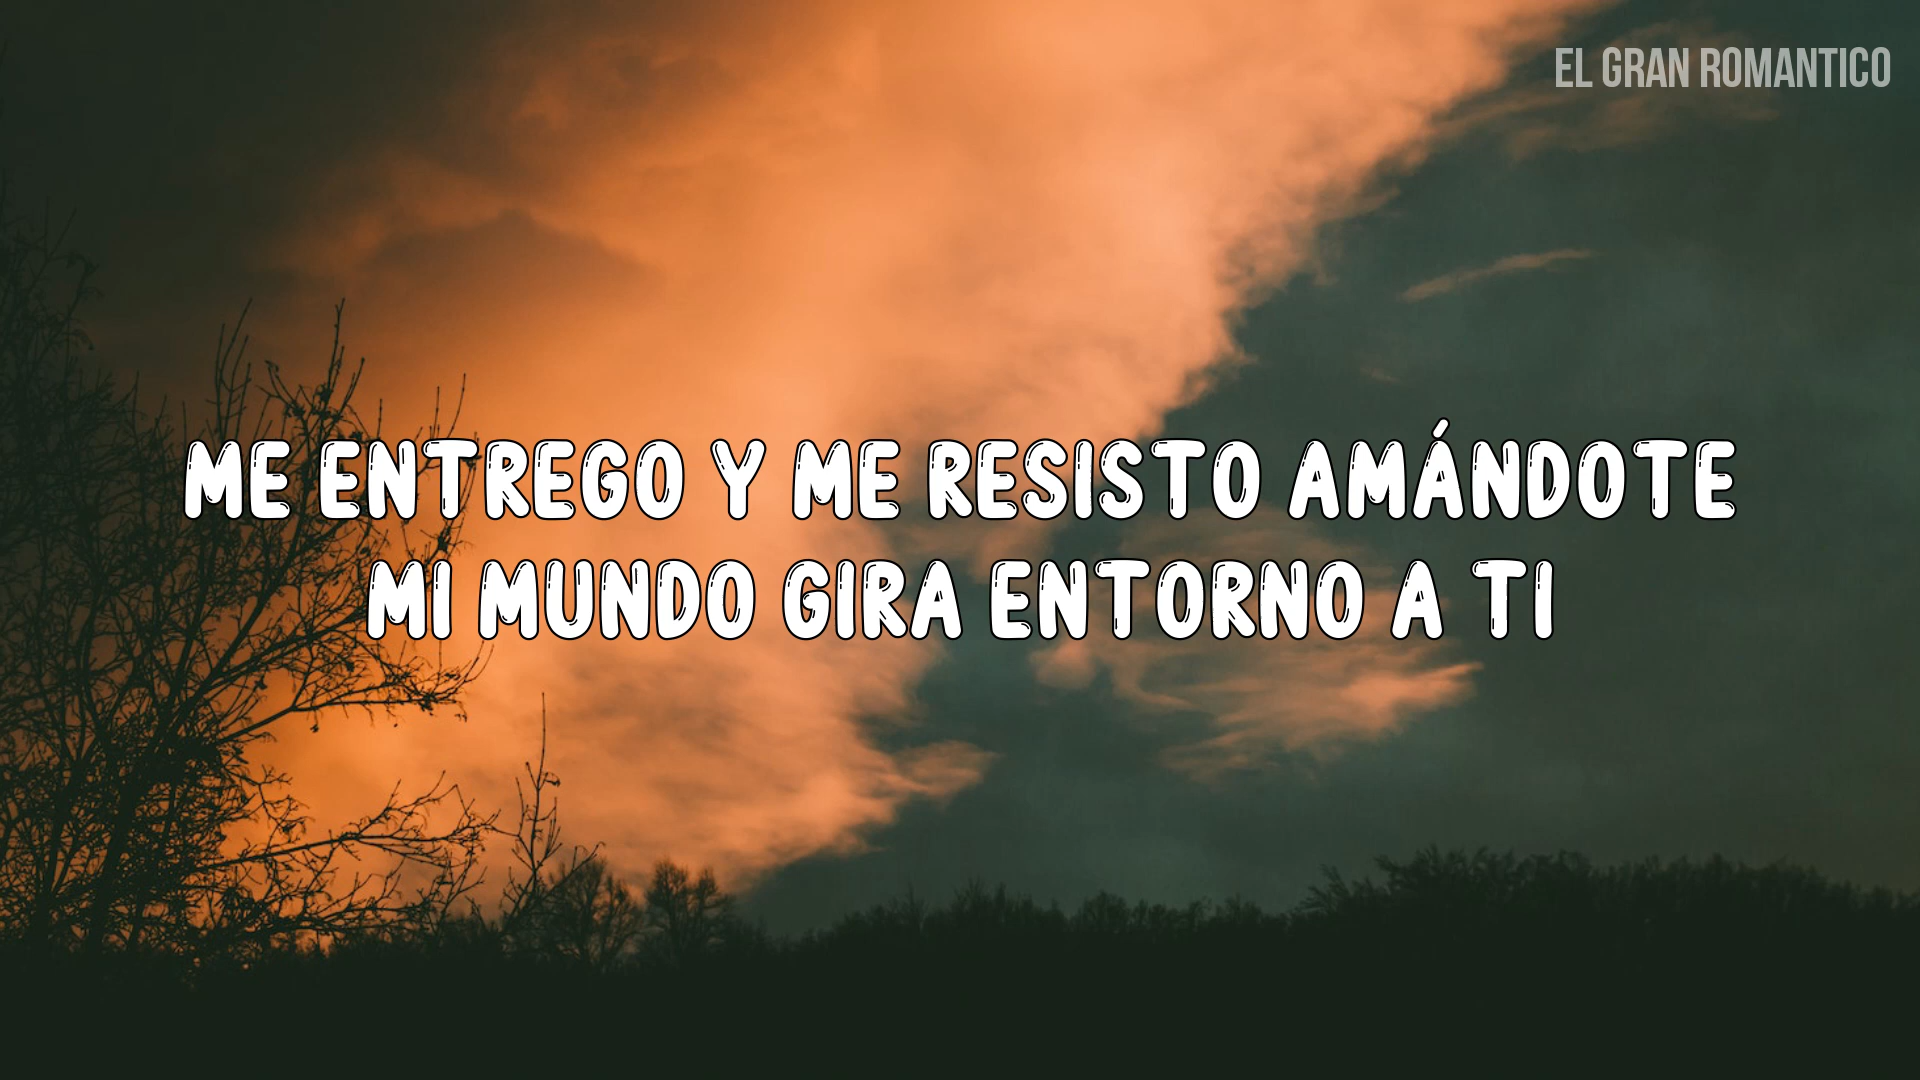 EL GRAN ROMANTICO
ME ENTREGO Y ME RESISTO AMÁNDOTE
MI MUNDO GIRA ENTORNO A TI